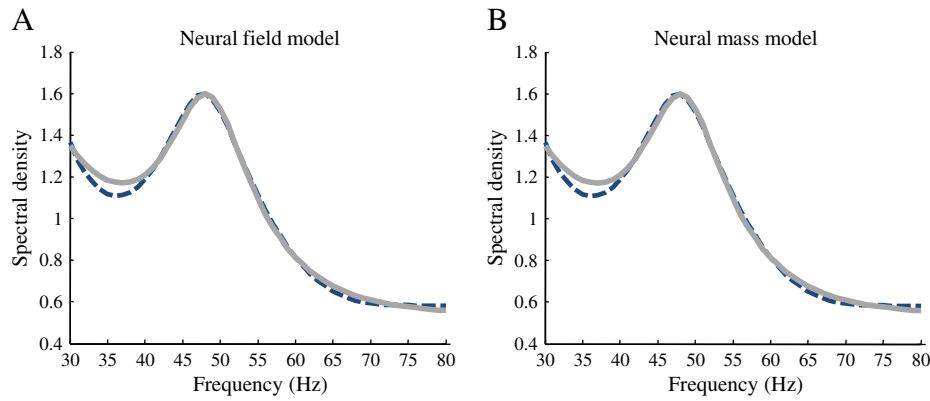 A
Neural field model
1.8
1.6
1.4
1.2
1
0.8
0.6
0.4
Spectral density
30 35 40 45 50 55 60 65 70 75 80
Frequency (Hz)
B
Neural mass model
1.8
1.6
1.4
1.2
1
0.8
0.6
0.4
Spectral density
30 35 40 45 50 55 60 65 70 75 80
Frequency (Hz)